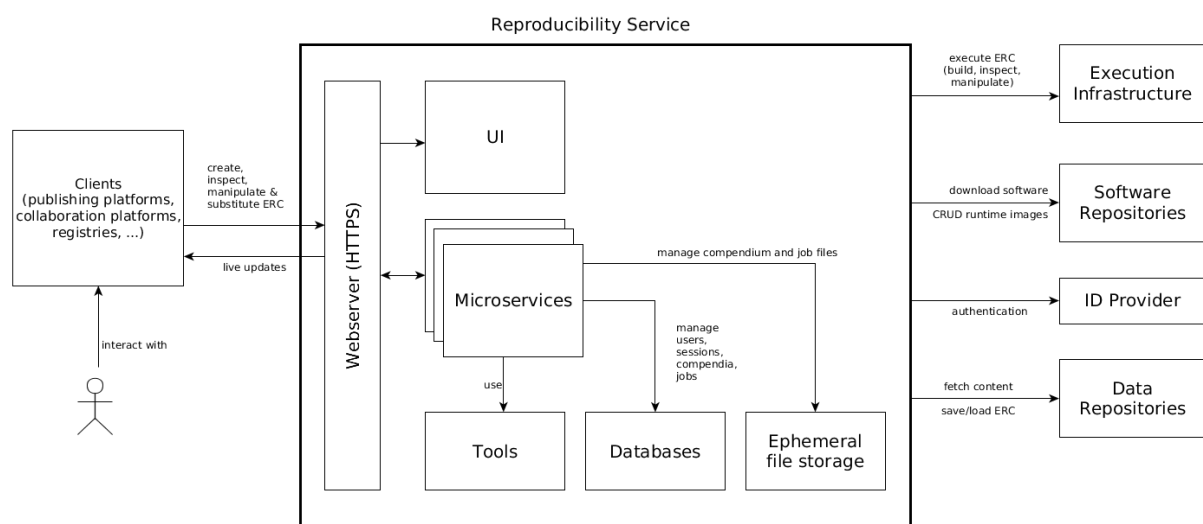 Reproducibility Service
Clients
(publishing platforms,
collaboration platforms,
registries, ...)
interact with
create,
inspect,
manipulate &
substitute ERC
live updates
Webserver (HTTPS)
UI
Microservices
manage compendium and job files
manage
users,
sessions,
compendia,
jobs
use
Tools
Databases
Ephemeral
file storage
execute ERC
(build, inspect,
manipulate)
Execution
Infrastructure
download software
CRUD runtime images
Software
Repositories
authentication
ID Provider
fetch content
save/load ERC
Data
Repositories